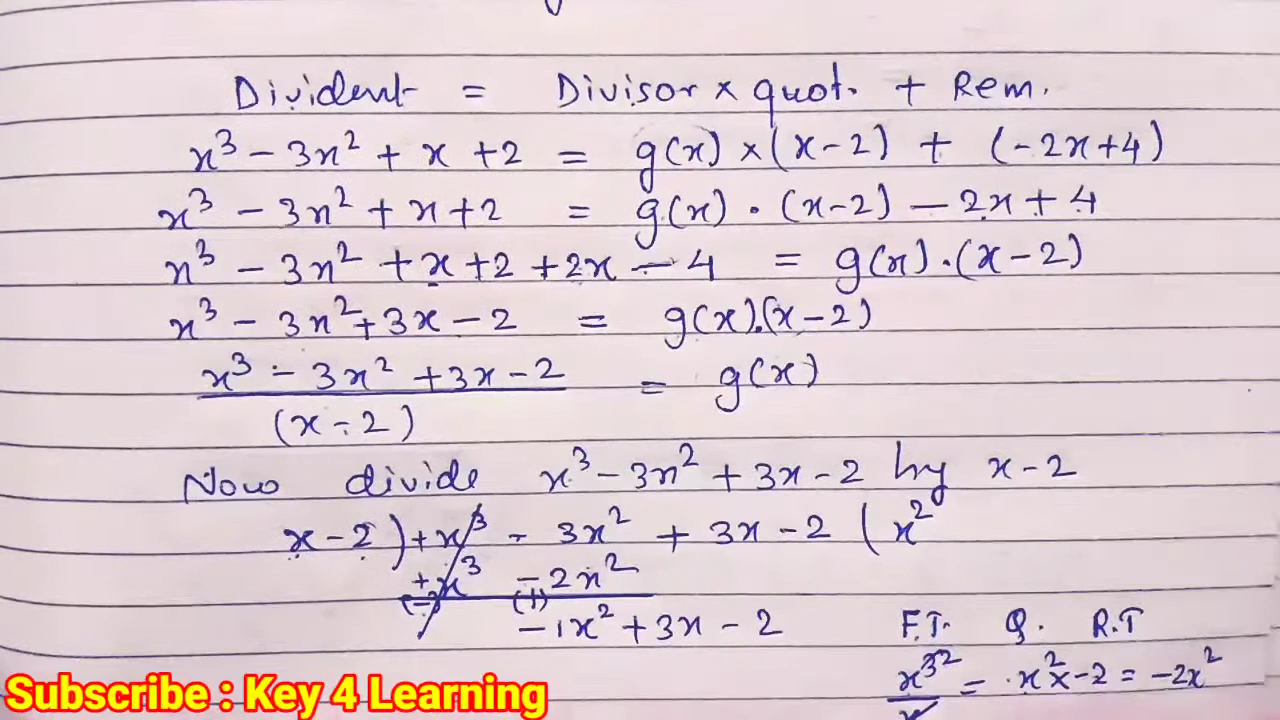 Divident = Divisor × quot. + Rem.
x³ - 3x² + x + 2 = g(x) × (x - 2) + (-2x + 4)
x³ - 3x² + x + 2 = g(x) · (x - 2) - 2x + 4
x³ - 3x² + x + 2 + 2x - 4 = g(x) · (x - 2)
x³ - 3x² + 3x - 2 = g(x) · (x - 2)
x³ - 3x² + 3x - 2 = g(x)
(x - 2)
Now divide x³ - 3x² + 3x - 2 by x - 2
x - 2 ) + x³ - 3x² + 3x - 2 ( x²
+x³ - 2x²
(-) (+)
-1x² + 3x - 2
F.T. Q. R.T
x³ = x² × -2 = -2x²
x
Subscribe : Key 4 Learning